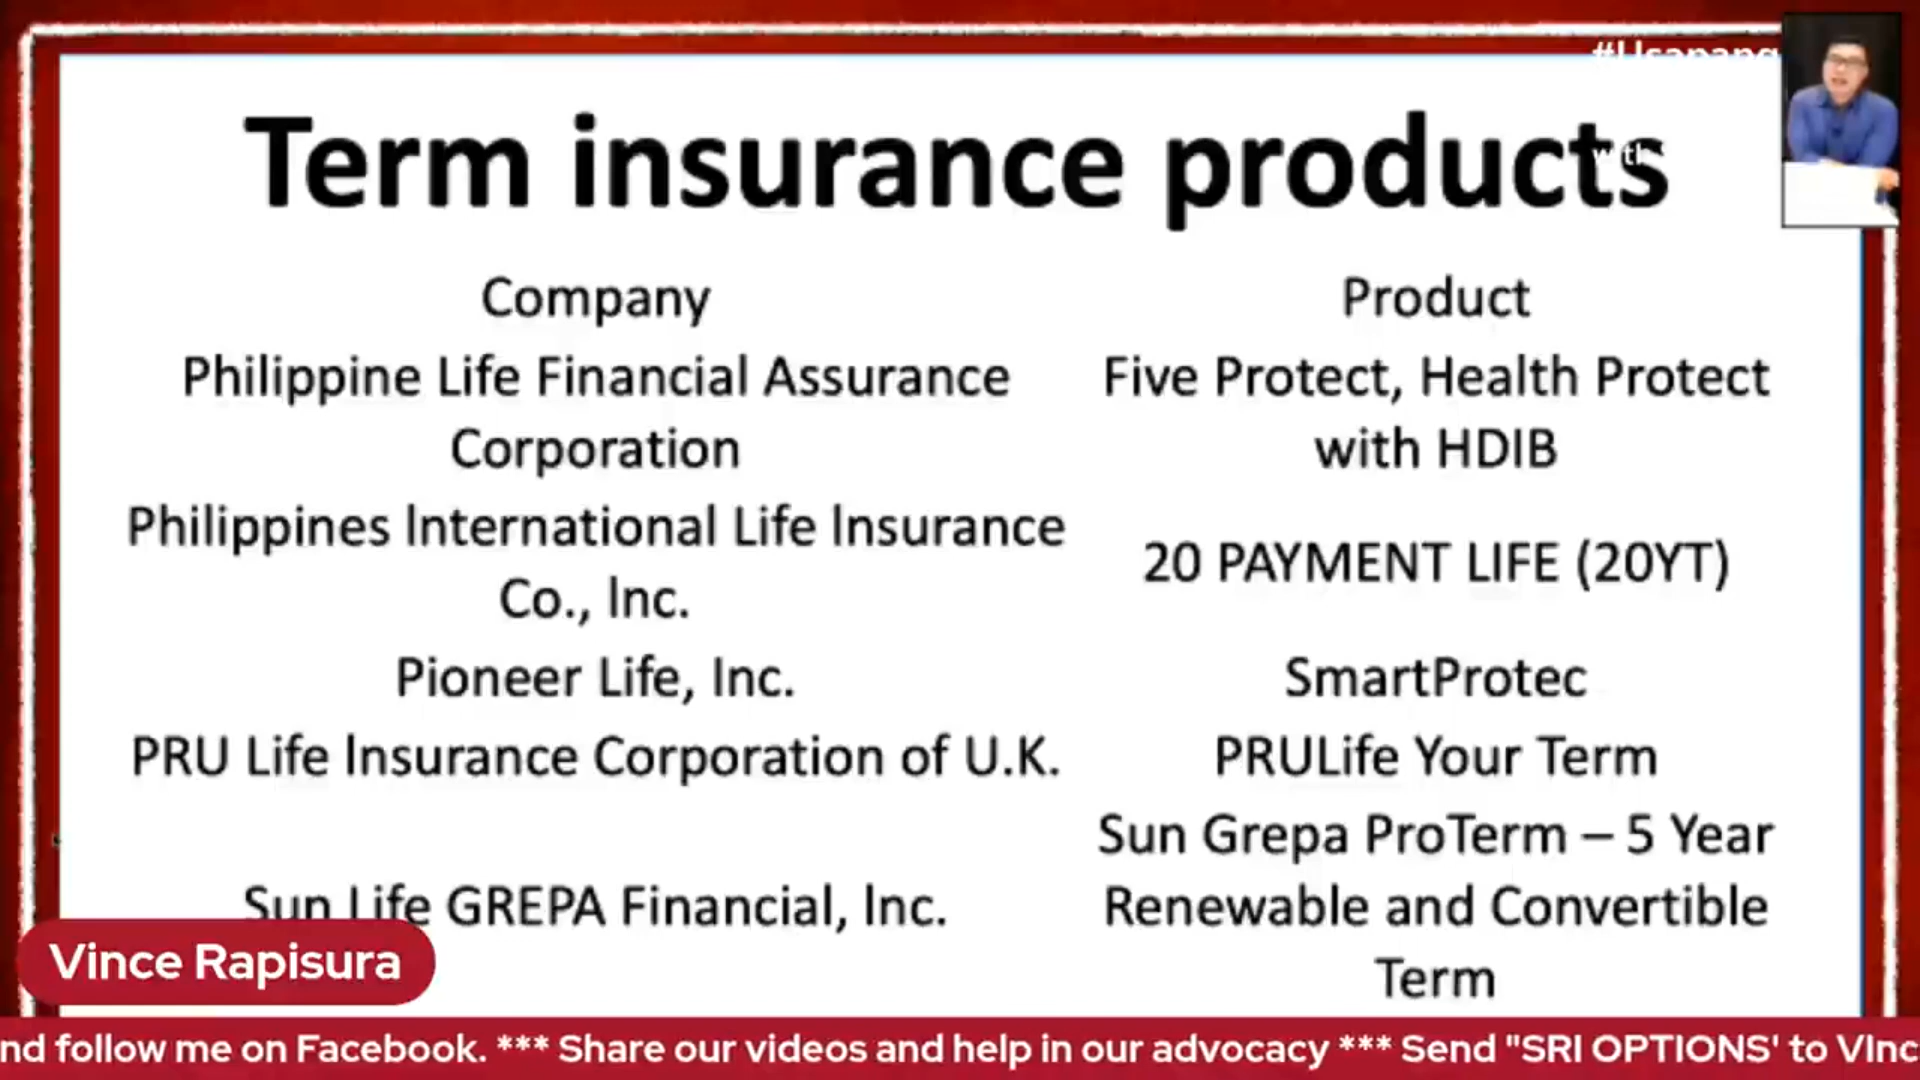 #Usapang
Term insurance products
with
Company
Product
Philippine Life Financial Assurance
Corporation
Five Protect, Health Protect
with HDIB
Philippines International Life Insurance
Co., Inc.
20 PAYMENT LIFE (20YT)
Pioneer Life, Inc.
SmartProtec
PRU Life Insurance Corporation of U.K.
PRULife Your Term
Sun Life GREPA Financial, Inc.
Sun Grepa ProTerm – 5 Year
Renewable and Convertible
Term
Vince Rapisura
nd follow me on Facebook. *** Share our videos and help in our advocacy *** Send "SRI OPTIONS' to VInc